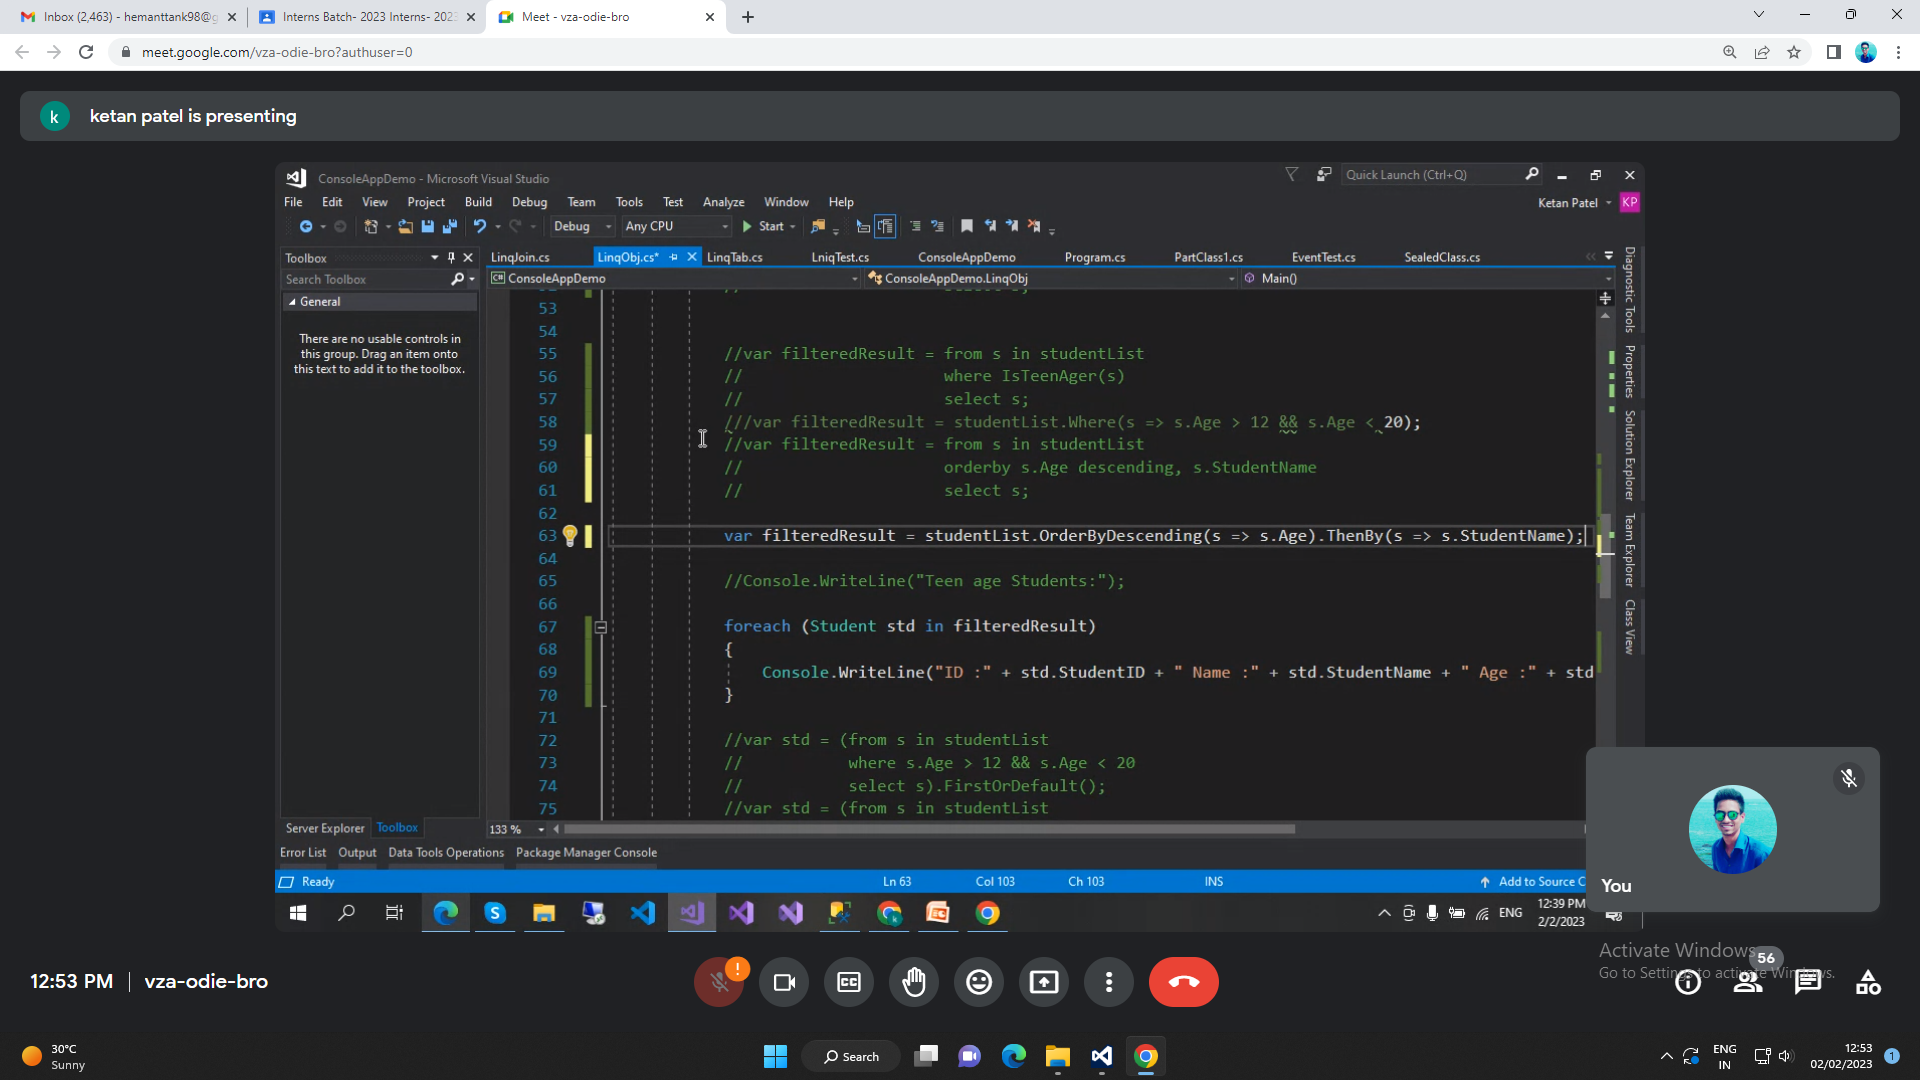 Inbox (2,463) - hemanttank98@g
Interns Batch- 2023 Interns- 202
Meet - vza-odie-bro
meet.google.com/vza-odie-bro?authuser=0
k
ketan patel is presenting
ConsoleAppDemo - Microsoft Visual Studio
Quick Launch (Ctrl+Q)
File Edit View Project Build Debug Team Tools Test Analyze Window Help
Ketan Patel
KP
Debug
Any CPU
Start
Toolbox
LinqJoin.cs
LinqObj.cs*
LinqTab.cs
LniqTest.cs
ConsoleAppDemo
Program.cs
PartClass1.cs
EventTest.cs
SealedClass.cs
Search Toolbox
ConsoleAppDemo
ConsoleAppDemo.LinqObj
Main()
General
There are no usable controls in
this group. Drag an item onto
this text to add it to the toolbox.
53
54
55 //var filteredResult = from s in studentList
56 // where IsTeenAger(s)
57 // select s;
58 ///var filteredResult = studentList.Where(s => s.Age > 12 && s.Age < 20);
59 //var filteredResult = from s in studentList
60 // orderby s.Age descending, s.StudentName
61 // select s;
62
63 var filteredResult = studentList.OrderByDescending(s => s.Age).ThenBy(s => s.StudentName);
64
65 //Console.WriteLine("Teen age Students:");
66
67 foreach (Student std in filteredResult)
68 {
69 Console.WriteLine("ID :" + std.StudentID + " Name :" + std.StudentName + " Age :" + std
70 }
71
72 //var std = (from s in studentList
73 // where s.Age > 12 && s.Age < 20
74 // select s).FirstOrDefault();
75 //var std = (from s in studentList
Diagnostic Tools
Properties
Solution Explorer
Team Explorer
Class View
Server Explorer
Toolbox
133 %
Error List Output Data Tools Operations Package Manager Console
Ready
Ln 63
Col 103
Ch 103
INS
Add to Source C
ENG
12:39 PM
2/2/2023
You
Activate Windows
Go to Settings to activate Windows.
12:53 PM
vza-odie-bro
56
30°C
Sunny
Search
ENG
IN
12:53
02/02/2023
1